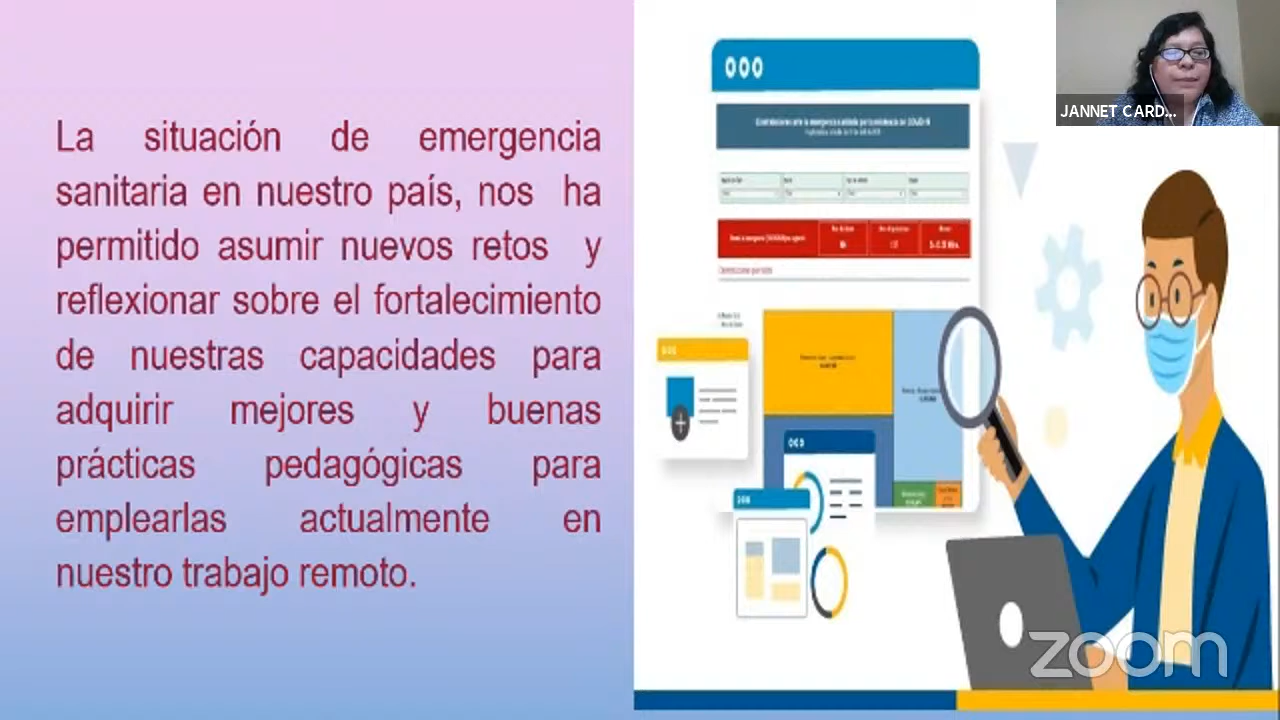 La situación de emergencia
sanitaria en nuestro país, nos ha
permitido asumir nuevos retos y
reflexionar sobre el fortalecimiento
de nuestras capacidades para
adquirir mejores y buenas
prácticas pedagógicas para
emplearlas actualmente en
nuestro trabajo remoto.
JANNET CARD...
zoom